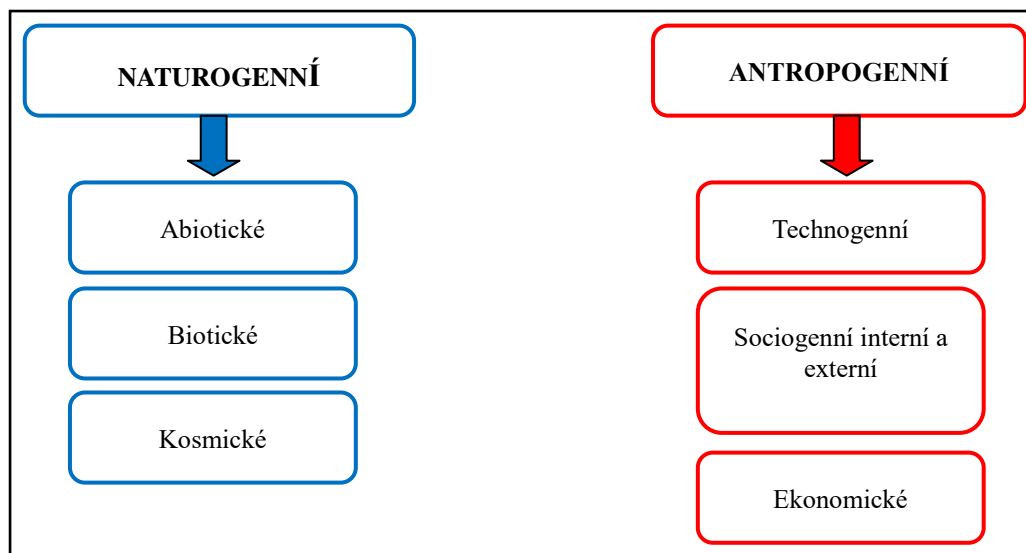 NATUROGENNÍ
Abiotické
Biotické
Kosmické
ANTROPOGENNÍ
Technogenní
Sociogenní interní a
externí
Ekonomické